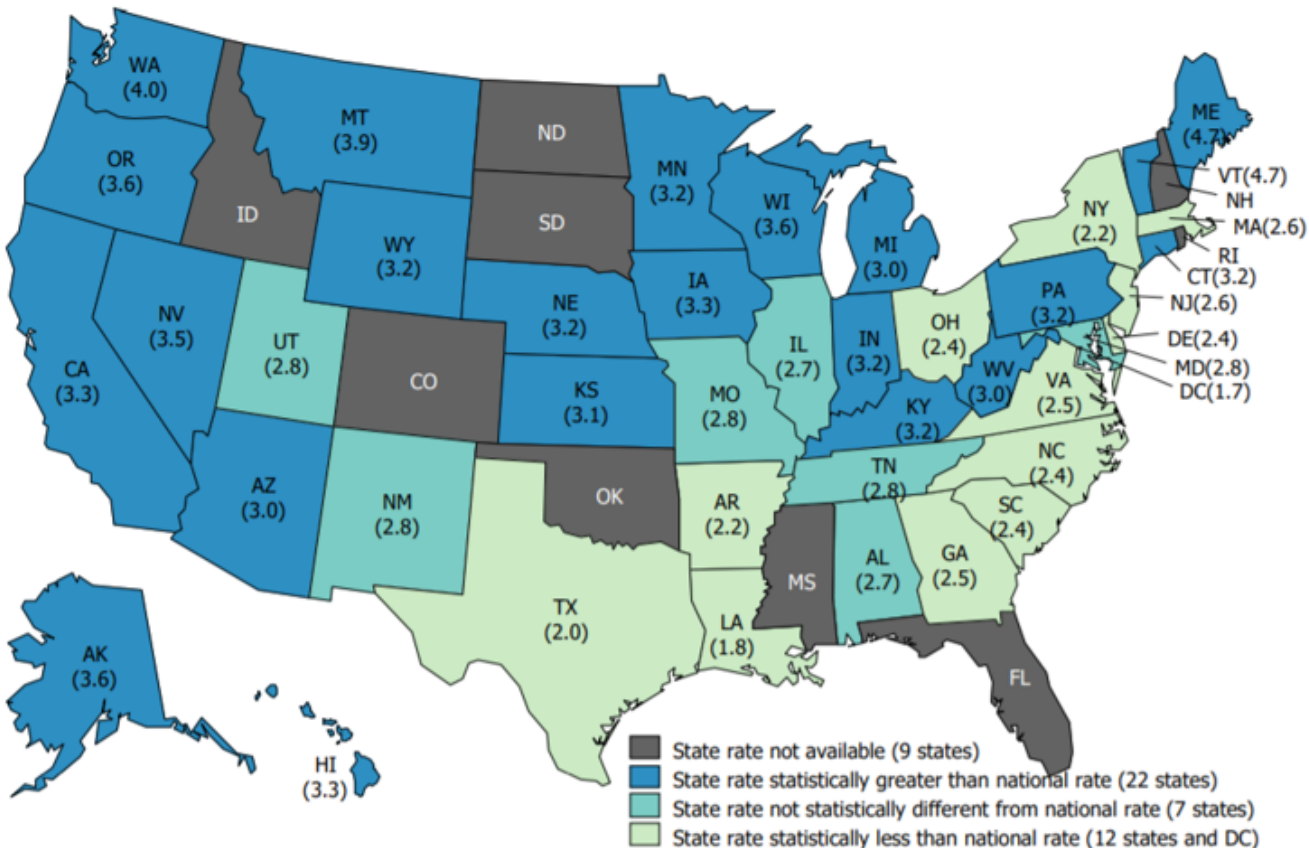 WA
(4.0)
MT
(3.9)
ND
ME
(4.7)
OR
(3.6)
MN
(3.2)
VT(4.7)
ID
SD
WI
(3.6)
NY
(2.2)
NH
MA(2.6)
WY
(3.2)
MI
(3.0)
RI
CT(3.2)
IA
(3.3)
PA
(3.2)
NJ(2.6)
NV
(3.5)
NE
(3.2)
OH
(2.4)
DE(2.4)
UT
(2.8)
IL
(2.7)
IN
(3.2)
MD(2.8)
CA
(3.3)
CO
WV
(3.0)
VA
(2.5)
DC(1.7)
KS
(3.1)
MO
(2.8)
KY
(3.2)
NC
(2.4)
AZ
(3.0)
NM
(2.8)
OK
AR
(2.2)
TN
(2.8)
SC
(2.4)
MS
AL
(2.7)
GA
(2.5)
TX
(2.0)
LA
(1.8)
AK
(3.6)
FL
HI
(3.3)
State rate not available (9 states)
State rate statistically greater than national rate (22 states)
State rate not statistically different from national rate (7 states)
State rate statistically less than national rate (12 states and DC)